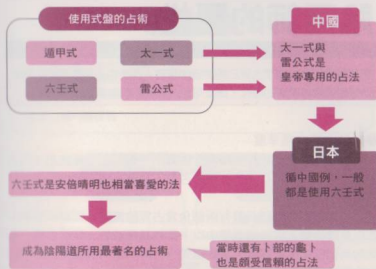 使用式盤的占術
遁甲式
太一式
六壬式
雷公式
中國
太一式與
雷公式是
皇帝專用的占法
日本
循中國例，一般
都是使用六壬式
六壬式是安倍晴明也相當喜愛的法
成為陰陽道所用最著名的占術
當時還有卜部的龜卜
也是頗受信賴的占法